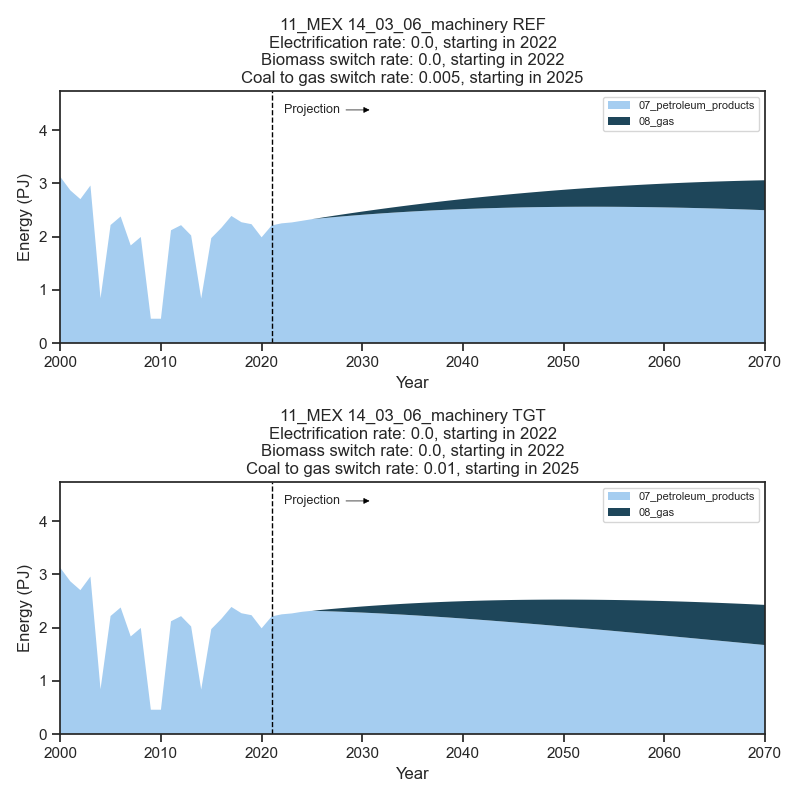 11_MEX 14_03_06_machinery REF
Electrification rate: 0.0, starting in 2022
Biomass switch rate: 0.0, starting in 2022
Coal to gas switch rate: 0.005, starting in 2025
Projection
07_petroleum_products
08_gas
Energy (PJ)
4
3
2
1
0
2000 2010 2020 2030 2040 2050 2060 2070
Year
11_MEX 14_03_06_machinery TGT
Electrification rate: 0.0, starting in 2022
Biomass switch rate: 0.0, starting in 2022
Coal to gas switch rate: 0.01, starting in 2025
Projection
07_petroleum_products
08_gas
Energy (PJ)
4
3
2
1
0
2000 2010 2020 2030 2040 2050 2060 2070
Year